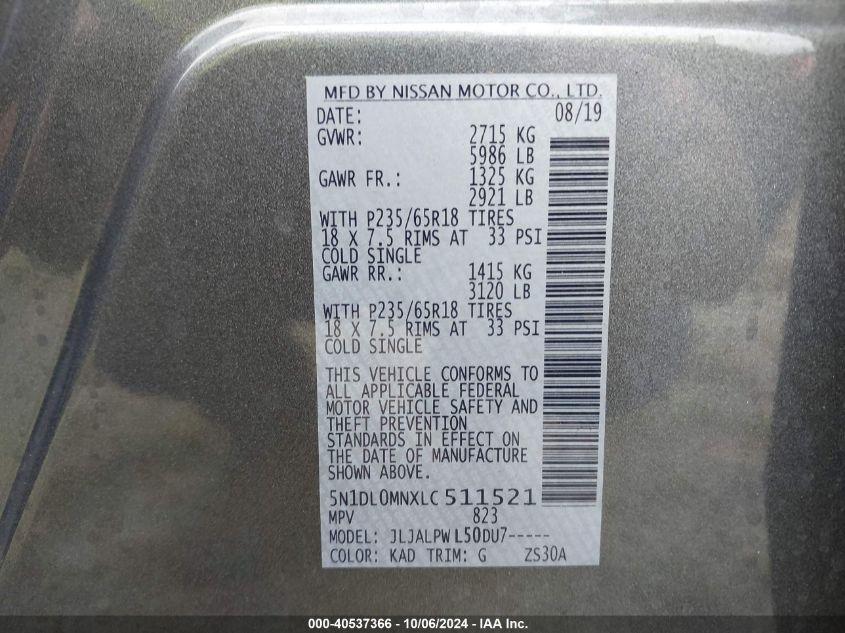 MFD BY NISSAN MOTOR CO., LTD.
DATE: 08/19
GVWR: 2715 KG
5986 LB
GAWR FR.: 1325 KG
2921 LB
WITH P235/65R18 TIRES
18 X 7.5 RIMS AT 33 PSI
COLD SINGLE
GAWR RR.: 1415 KG
3120 LB
WITH P235/65R18 TIRES
18 X 7.5 RIMS AT 33 PSI
COLD SINGLE
THIS VEHICLE CONFORMS TO
ALL APPLICABLE FEDERAL
MOTOR VEHICLE SAFETY AND
THEFT PREVENTION
STANDARDS IN EFFECT ON
THE DATE OF MANUFACTURE
SHOWN ABOVE.
5N1DL0MNXLC511521
MPV 823
MODEL: JLJALPWL50DU7-----
COLOR: KAD TRIM: G ZS30A
000-40537366 - 10/06/2024 - IAA Inc.